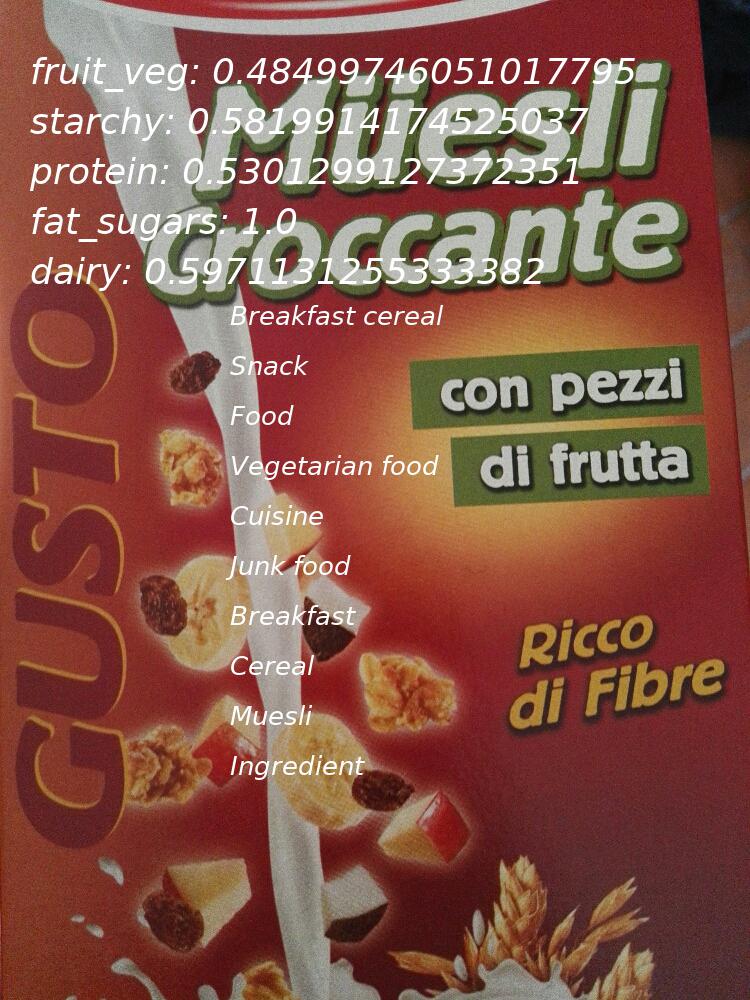 fruit_veg: 0.48499746051017795
Müesli
starchy: 0.5819914174525037
protein: 0.5301299127372351
fat_sugars: 1.0
croccante
dairy: 0.5971131255333382
Breakfast cereal
Snack
con pezzi
Food
Vegetarian food
di frutta
Cuisine
Junk food
Breakfast
Ricco
Cereal
di Fibre
Muesli
Ingredient
GUSTO